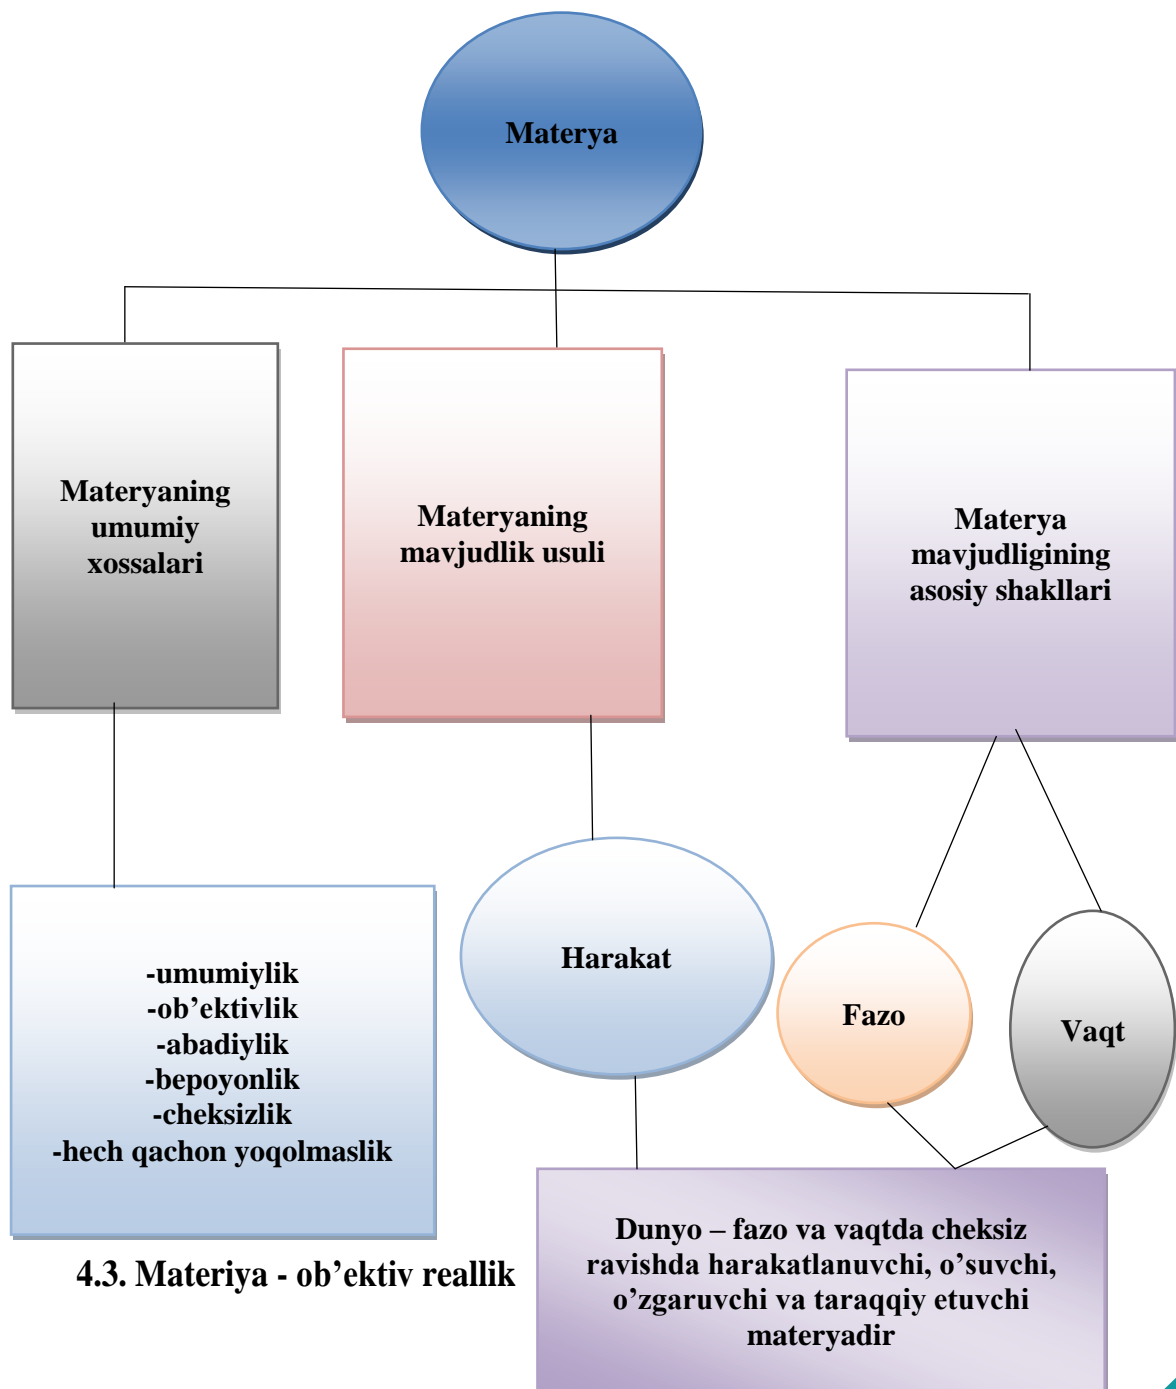 Materya
Materyaning
umumiy
xossalari
Materyaning
mavjudlik usuli
Materya
mavjudligining
asosiy shakllari
-umumiylik
-ob’ektivlik
-abadiylik
-bepoyonlik
-cheksizlik
-hech qachon yoqolmaslik
Harakat
Fazo
Vaqt
Dunyo – fazo va vaqtda cheksiz
ravishda harakatlanuvchi, o’suvchi,
o’zgaruvchi va taraqqiy etuvchi
materyadir
4.3. Materiya - ob’ektiv reallik